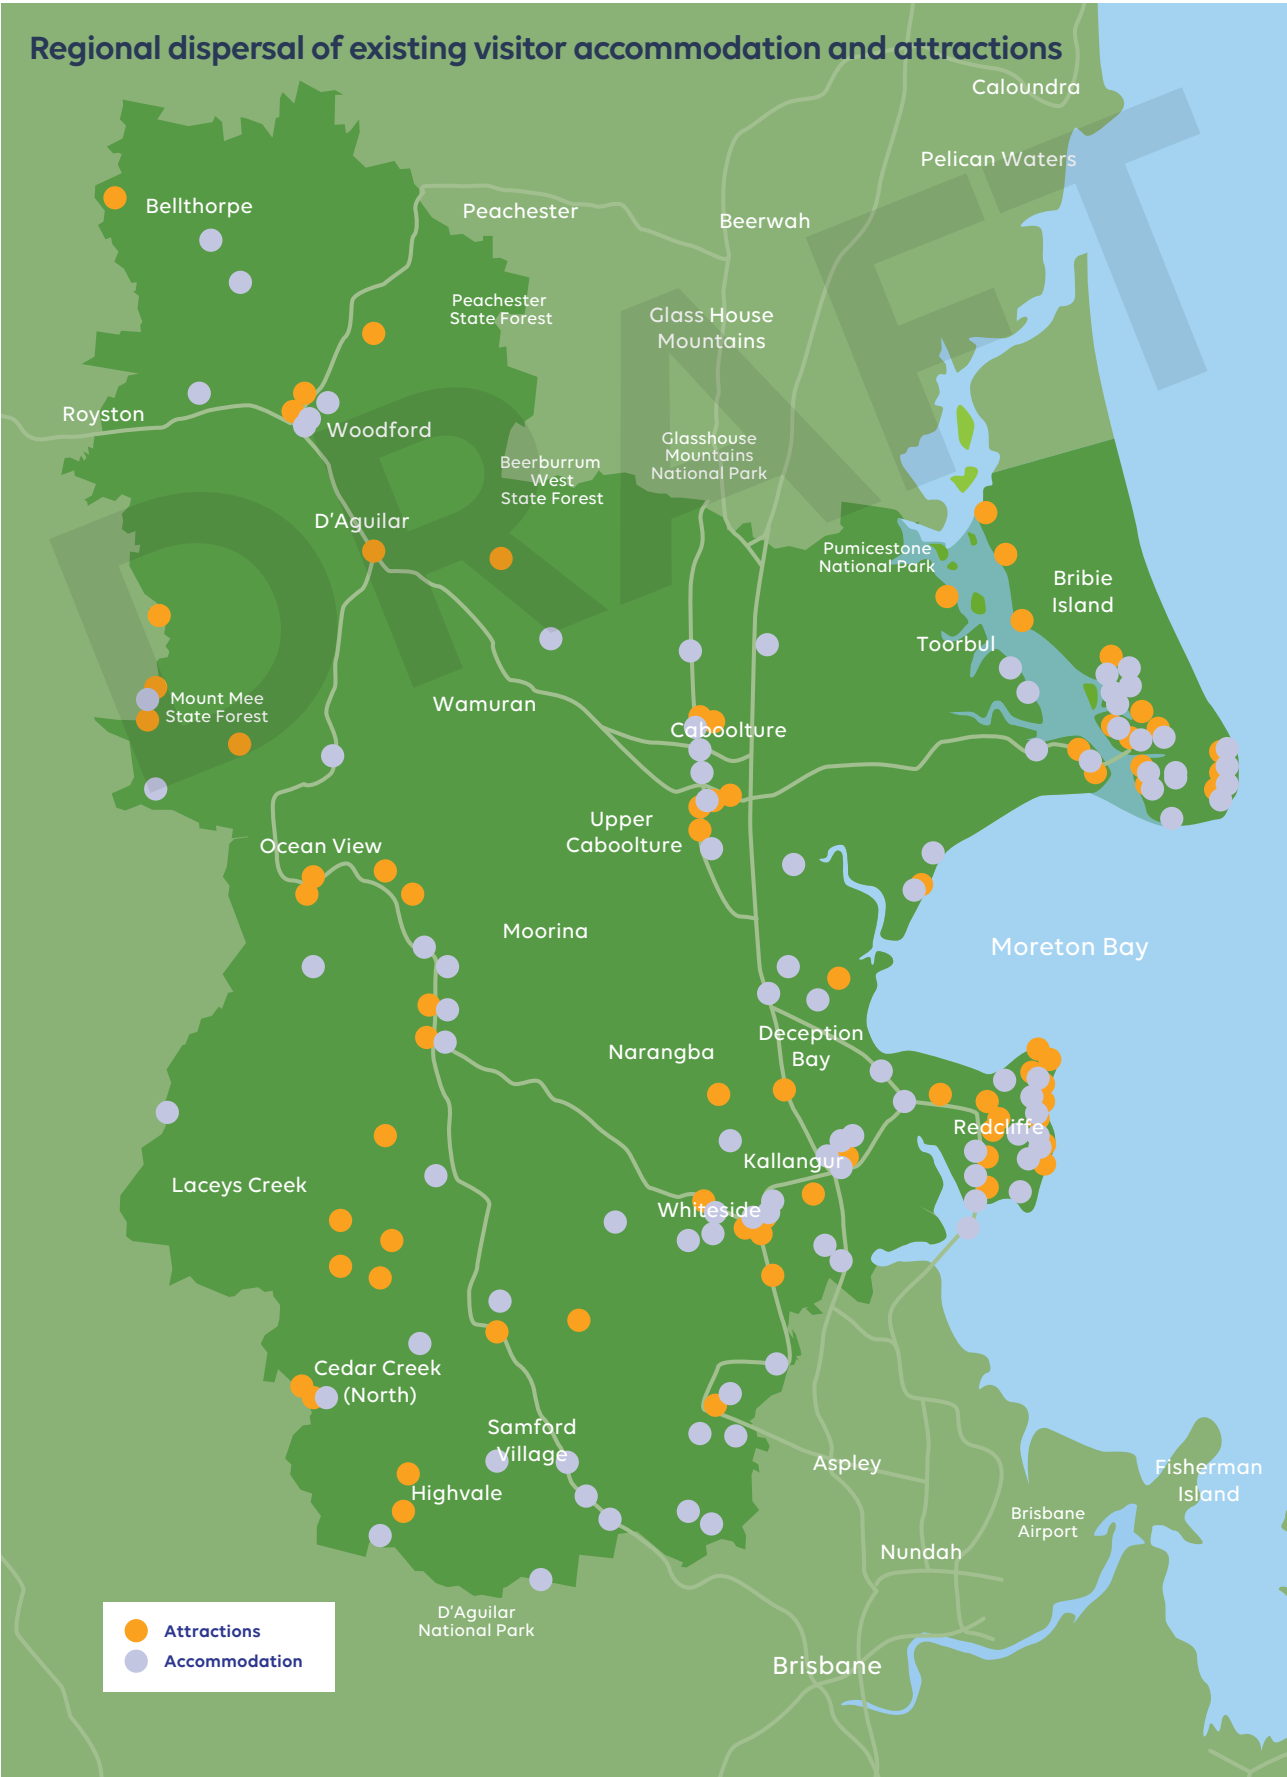 Regional dispersal of existing visitor accommodation and attractions
Caloundra
Pelican Waters
Bellthorpe
Peachester
Beerwah
Peachester
State Forest
Glass House
Mountains
Royston
Woodford
Glasshouse
Mountains
National Park
Beerburrum
West
State Forest
D'Aguilar
Pumicestone
National Park
Bribie
Island
Toorbul
Mount Mee
State Forest
Wamuran
Caboolture
Upper
Caboolture
Ocean View
Moorina
Moreton Bay
Deception
Bay
Narangba
Redcliffe
Kallangur
Laceys Creek
Whiteside
Cedar Creek
(North)
Samford
Village
Highvale
Aspley
Fisherman
Island
Brisbane
Airport
Nundah
D'Aguilar
National Park
Brisbane
Attractions
Accommodation
DRAFT